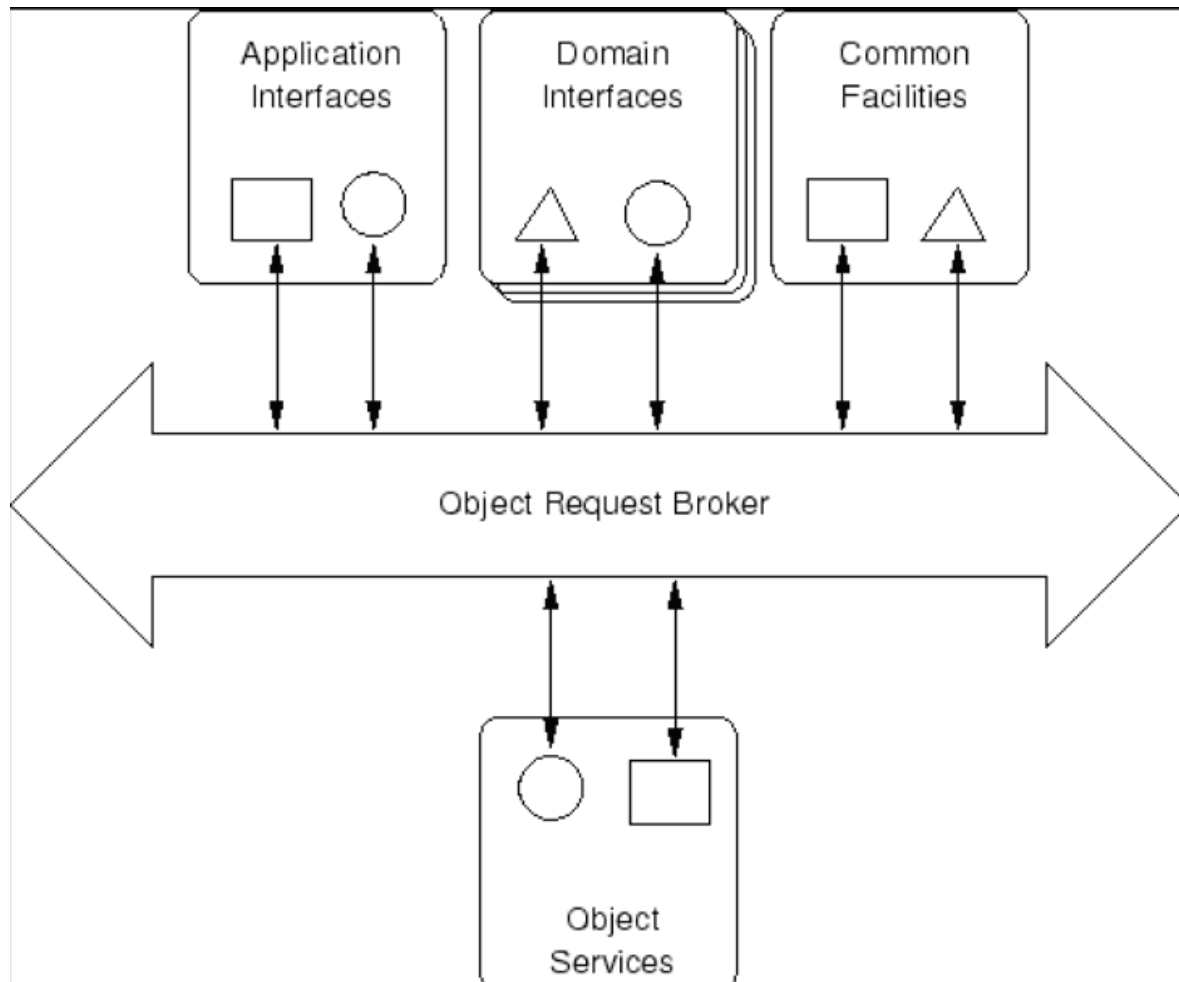 Application
Interfaces
Domain
Interfaces
Common
Facilities
Object Request Broker
Object
Services